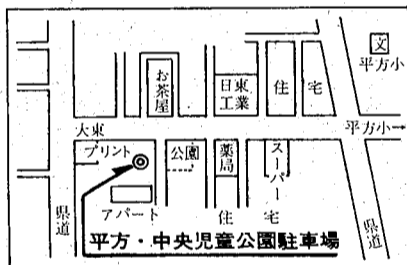 文
平方小
お茶屋
日東
工業
住宅
大東
プリント
平方小→
公園
薬局
スーパー
アパート
住宅
県道
県道
平方・中央児童公園駐車場